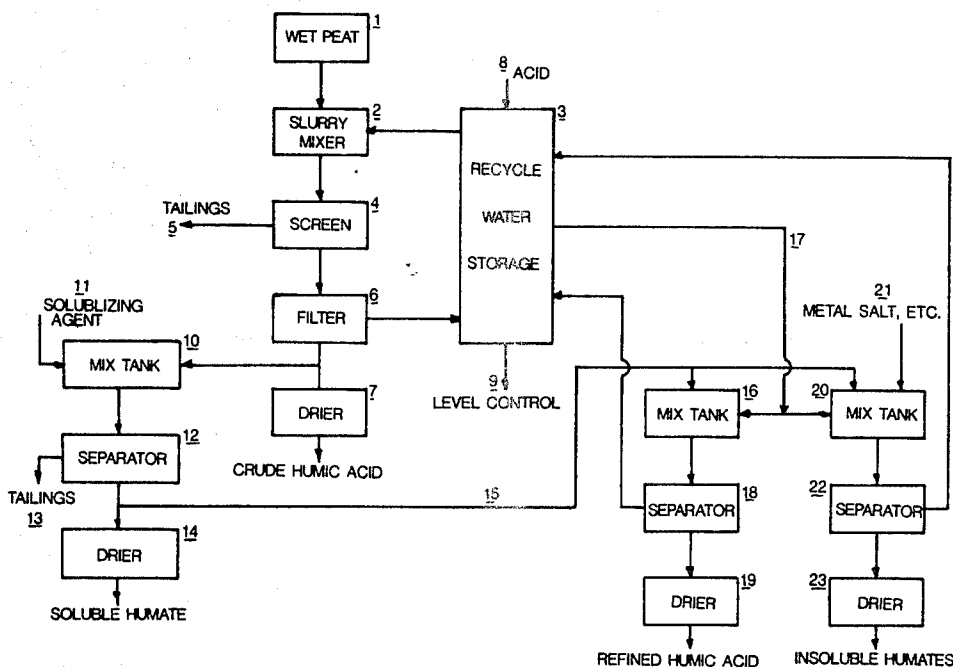 1
WET PEAT
8
ACID
2
SLURRY
MIXER
3
RECYCLE
WATER
STORAGE
TAILINGS
5
4
SCREEN
17
11
SOLUBLIZING
AGENT
6
FILTER
21
METAL SALT, ETC.
10
MIX TANK
7
DRIER
9
LEVEL CONTROL
16
MIX TANK
20
MIX TANK
12
SEPARATOR
CRUDE HUMIC ACID
TAILINGS
13
15
18
SEPARATOR
22
SEPARATOR
14
DRIER
19
DRIER
23
DRIER
SOLUBLE HUMATE
REFINED HUMIC ACID
INSOLUBLE HUMATES